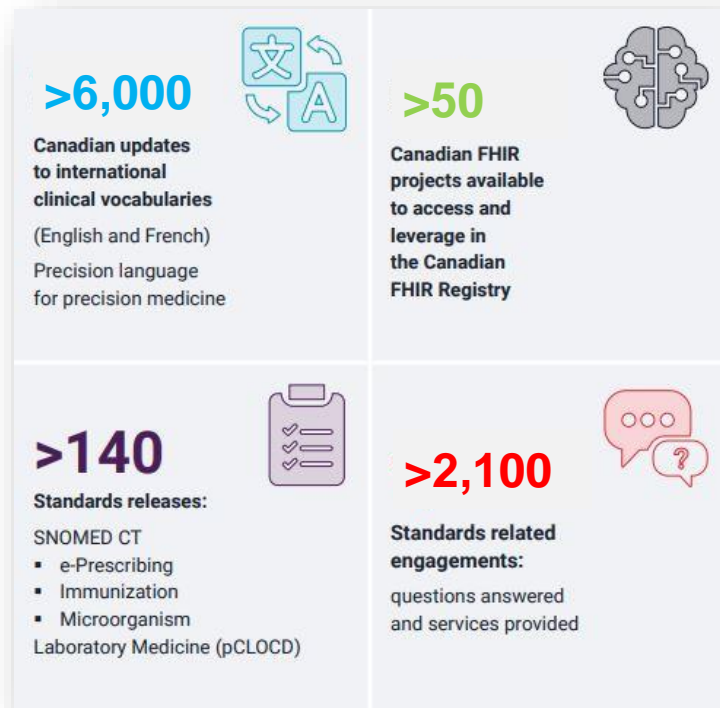 文
A
>6,000
Canadian updates
to international
clinical vocabularies
(English and French)
Precision language
for precision medicine
>50
Canadian FHIR
projects available
to access and
leverage in
the Canadian
FHIR Registry
>140
Standards releases:
SNOMED CT
▪ e-Prescribing
▪ Immunization
▪ Microorganism
Laboratory Medicine (pCLOCD)
?
>2,100
Standards related
engagements:
questions answered
and services provided